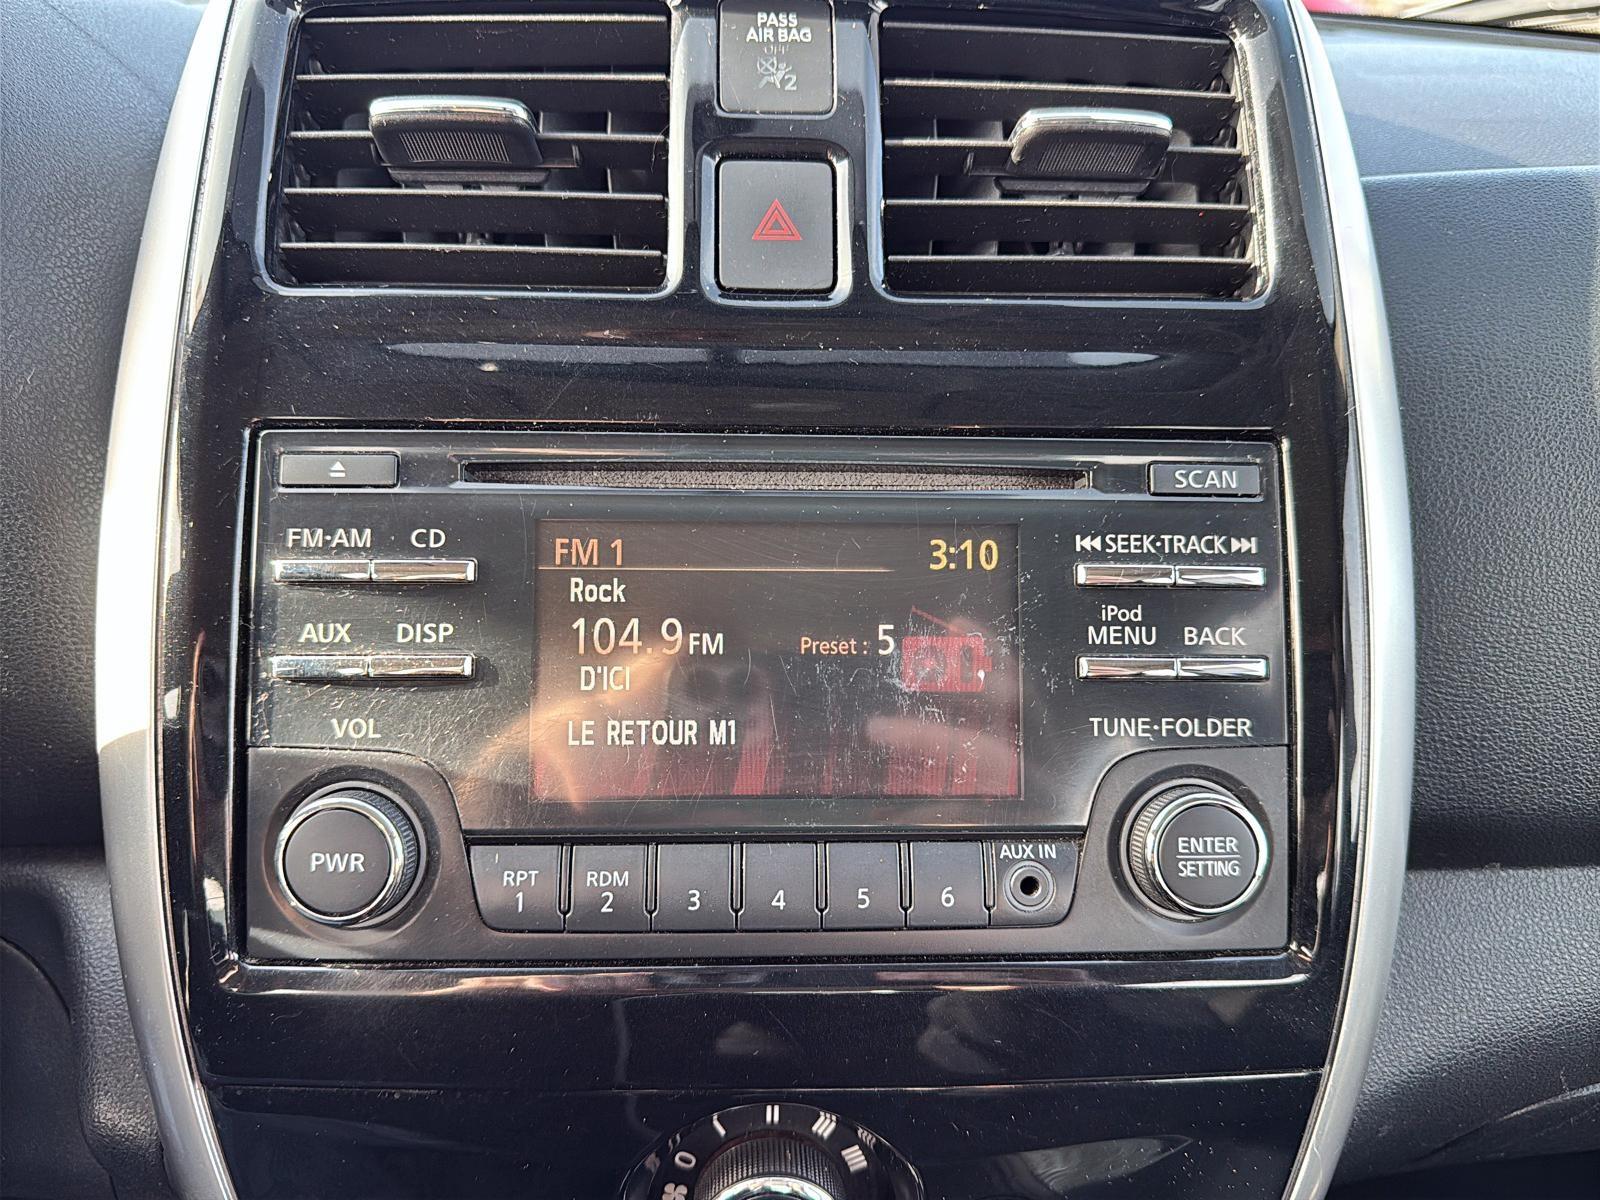 PASS
AIR BAG
OFF
2
SCAN
FM·AM CD
SEEK·TRACK
FM 1 3:10
Rock
104.9FM Preset : 5
D'ICI
LE RETOUR M1
AUX DISP
iPod
MENU BACK
VOL
TUNE·FOLDER
PWR
RPT
1
RDM
2
3
4
5
6
AUX IN
ENTER
SETTING
0